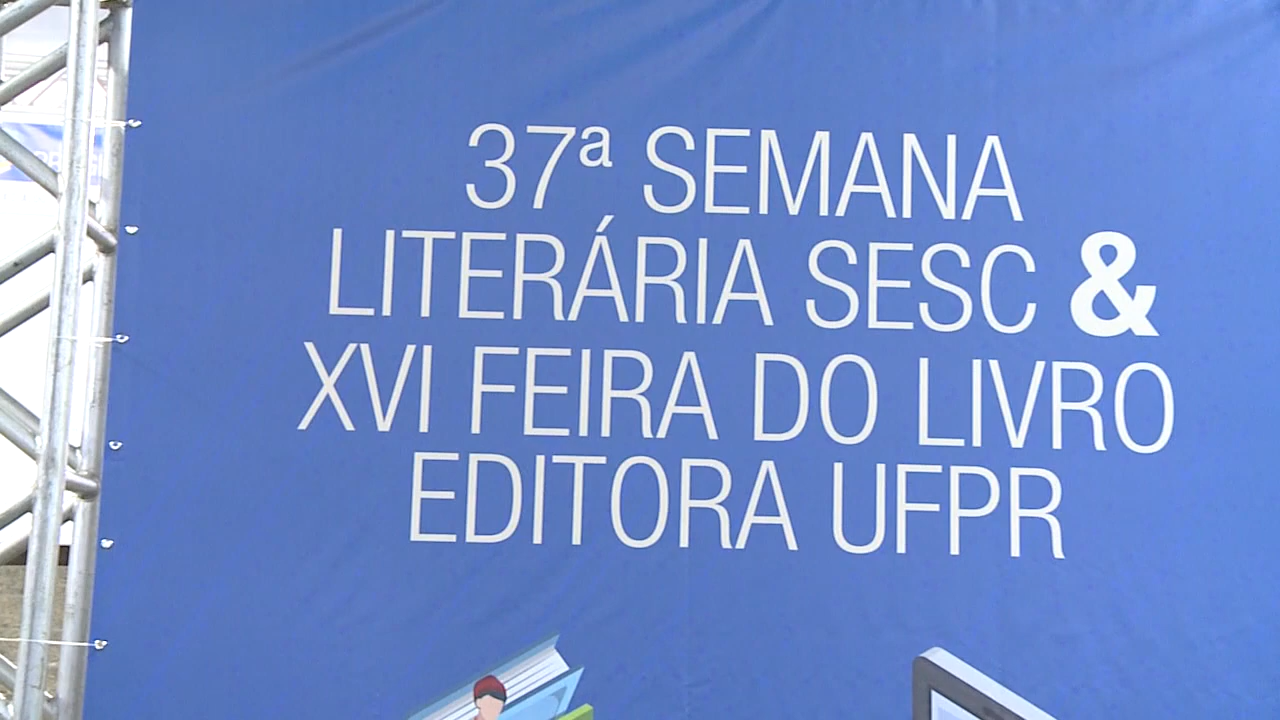 37ª SEMANA
LITERÁRIA SESC &
XVI FEIRA DO LIVRO
EDITORA UFPR